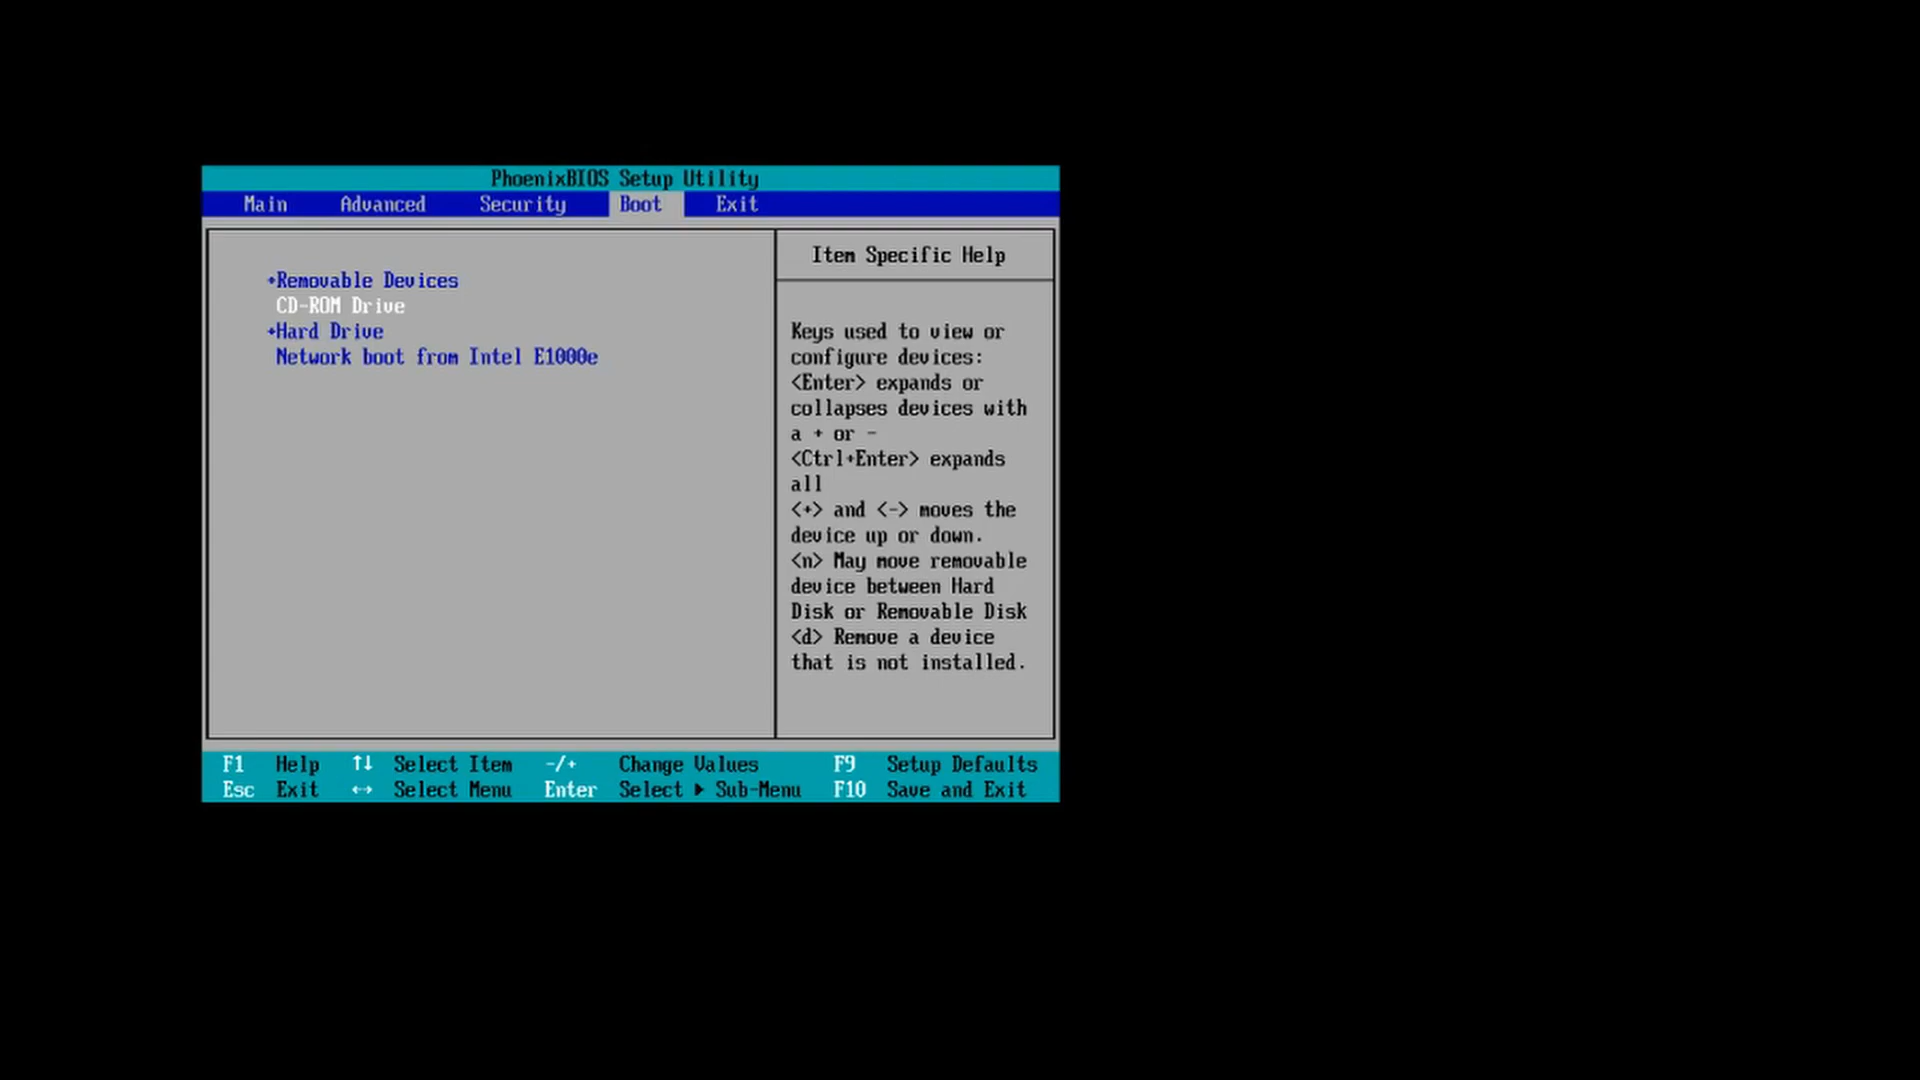 PhoenixBIOS Setup Utility
Main Advanced Security Boot Exit
Item Specific Help
+Removable Devices
CD-ROM Drive
+Hard Drive
Network boot from Intel E1000e
Keys used to view or
configure devices:
<Enter> expands or
collapses devices with
a + or -
<Ctrl+Enter> expands
all
<+> and <-> moves the
device up or down.
<n> May move removable
device between Hard
Disk or Removable Disk
<d> Remove a device
that is not installed.
F1 Help ↑↓ Select Item -/+ Change Values F9 Setup Defaults
Esc Exit ↔ Select Menu Enter Select ▶ Sub-Menu F10 Save and Exit